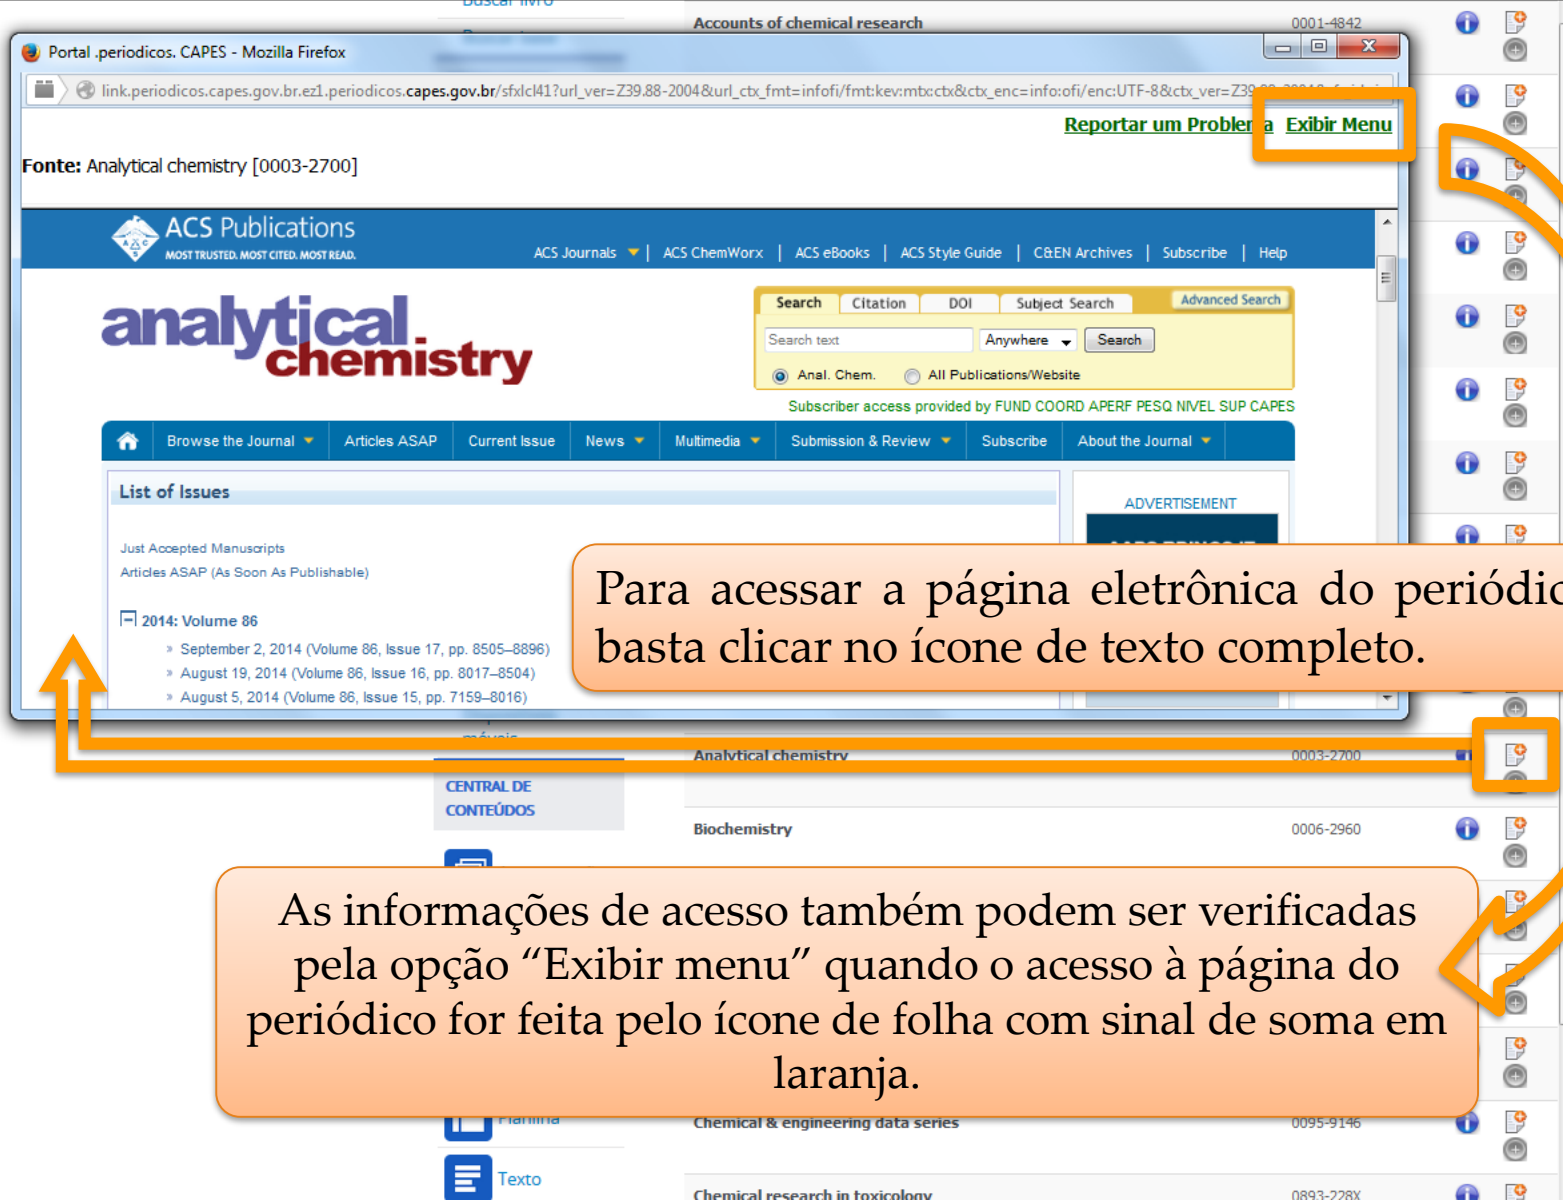 Buscar livro
Accounts of chemical research 0001-4842
Portal .periodicos. CAPES - Mozilla Firefox
link.periodicos.capes.gov.br.ez1.periodicos.capes.gov.br/sfxlcl41?url_ver=Z39.88-2004&url_ctx_fmt=infofi/fmt:kev:mtx:ctx&ctx_enc=info:ofi/enc:UTF-8&ctx_ver=Z39.88-2004&
Reportar um Problema Exibir Menu
Fonte: Analytical chemistry [0003-2700]
ACS Publications
MOST TRUSTED. MOST CITED. MOST READ.
ACS Journals | ACS ChemWorx | ACS eBooks | ACS Style Guide | C&EN Archives | Subscribe | Help
analytical
chemistry
Search Citation DOI Subject Search Advanced Search
Search text Anywhere Search
Anal. Chem. All Publications/Website
Subscriber access provided by FUND COORD APERF PESQ NIVEL SUP CAPES
Browse the Journal Articles ASAP Current Issue News Multimedia Submission & Review Subscribe About the Journal
List of Issues
ADVERTISEMENT
Just Accepted Manuscripts
Articles ASAP (As Soon As Publishable)
2014: Volume 86
» September 2, 2014 (Volume 86, Issue 17, pp. 8505–8896)
» August 19, 2014 (Volume 86, Issue 16, pp. 8017–8504)
» August 5, 2014 (Volume 86, Issue 15, pp. 7159–8016)
Para acessar a página eletrônica do periódic
basta clicar no ícone de texto completo.
móveis
Analytical chemistry 0003-2700
CENTRAL DE
CONTEÚDOS
Biochemistry 0006-2960
As informações de acesso também podem ser verificadas
pela opção “Exibir menu” quando o acesso à página do
periódico for feita pelo ícone de folha com sinal de soma em
laranja.
Planilha
Chemical & engineering data series 0095-9146
Texto
Chemical research in toxicology 0893-228X